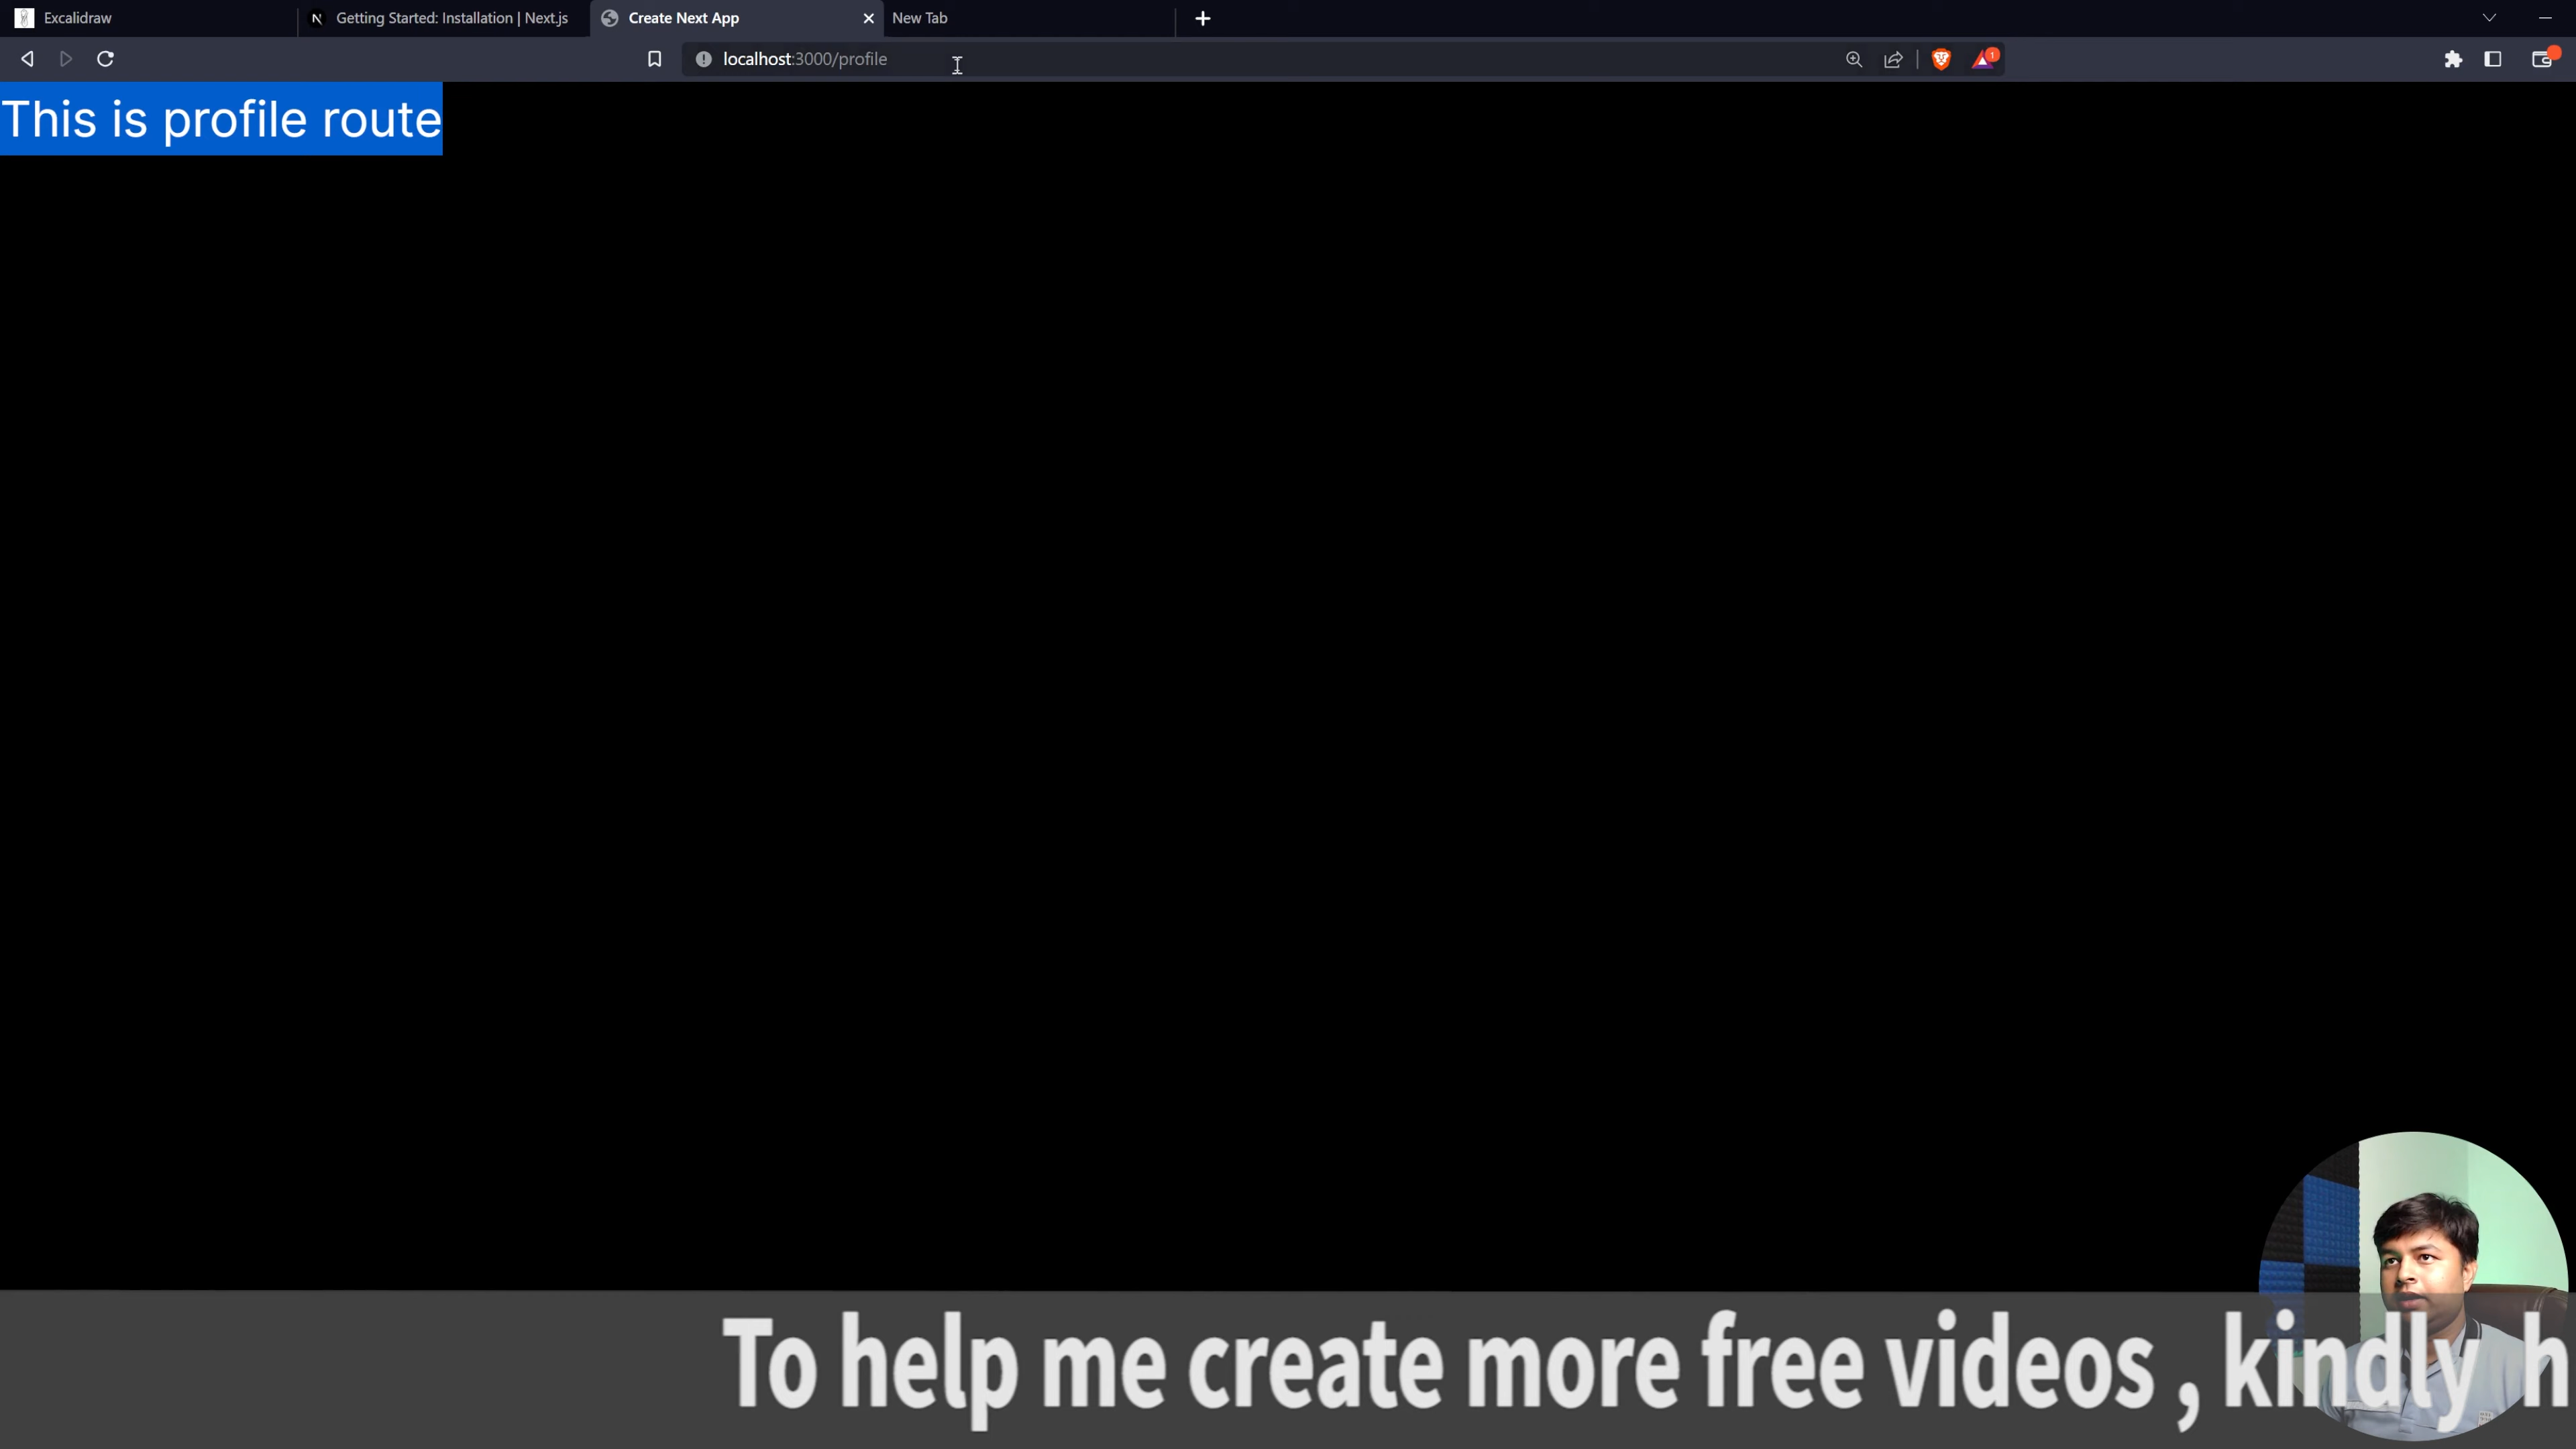 Excalidraw
Getting Started: Installation | Next.js
Create Next App
New Tab
localhost:3000/profile
1
This is profile route
To help me create more free videos , kindly h